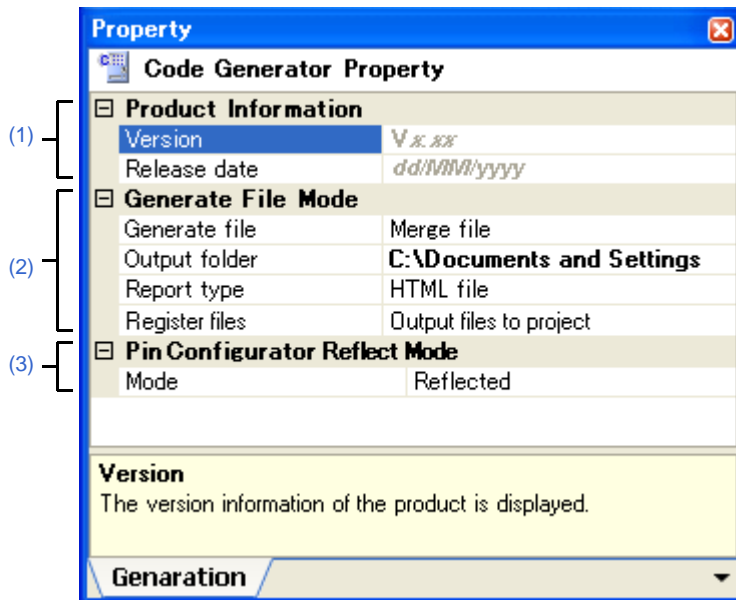 Property
Code Generator Property
(1)
Product Information
Version V x.xx
Release date dd/MM/yyyy
(2)
Generate File Mode
Generate file Merge file
Output folder C:\Documents and Settings
Report type HTML file
Register files Output files to project
(3)
Pin Configurator Reflect Mode
Mode Reflected
Version
The version information of the product is displayed.
Genaration